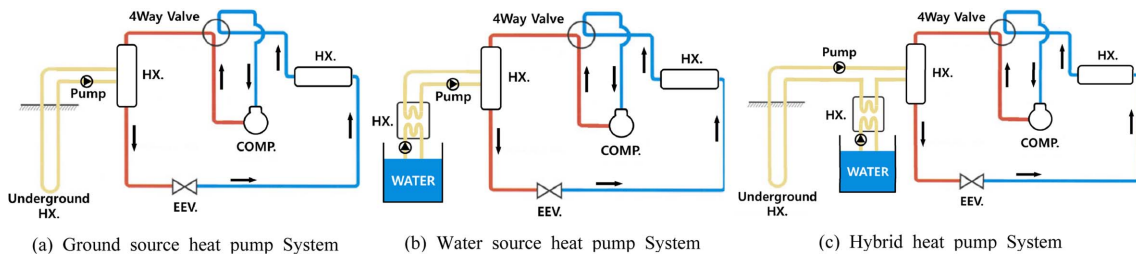 4Way Valve
HX.
HX.
Pump
COMP.
Underground
HX.
EEV.
(a) Ground source heat pump System
4Way Valve
HX.
HX.
Pump
HX.
COMP.
WATER
EEV.
(b) Water source heat pump System
4Way Valve
Pump
HX.
HX.
HX.
COMP.
WATER
Underground
HX.
EEV.
(c) Hybrid heat pump System